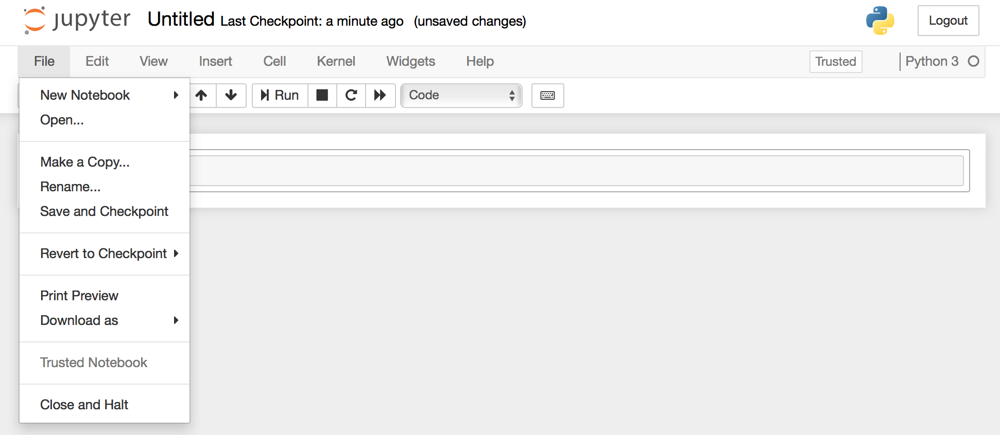 jupyter Untitled Last Checkpoint: a minute ago (unsaved changes) Logout
File Edit View Insert Cell Kernel Widgets Help Trusted Python 3
Run Code
New Notebook
Open...
Make a Copy...
Rename...
Save and Checkpoint
Revert to Checkpoint
Print Preview
Download as
Trusted Notebook
Close and Halt